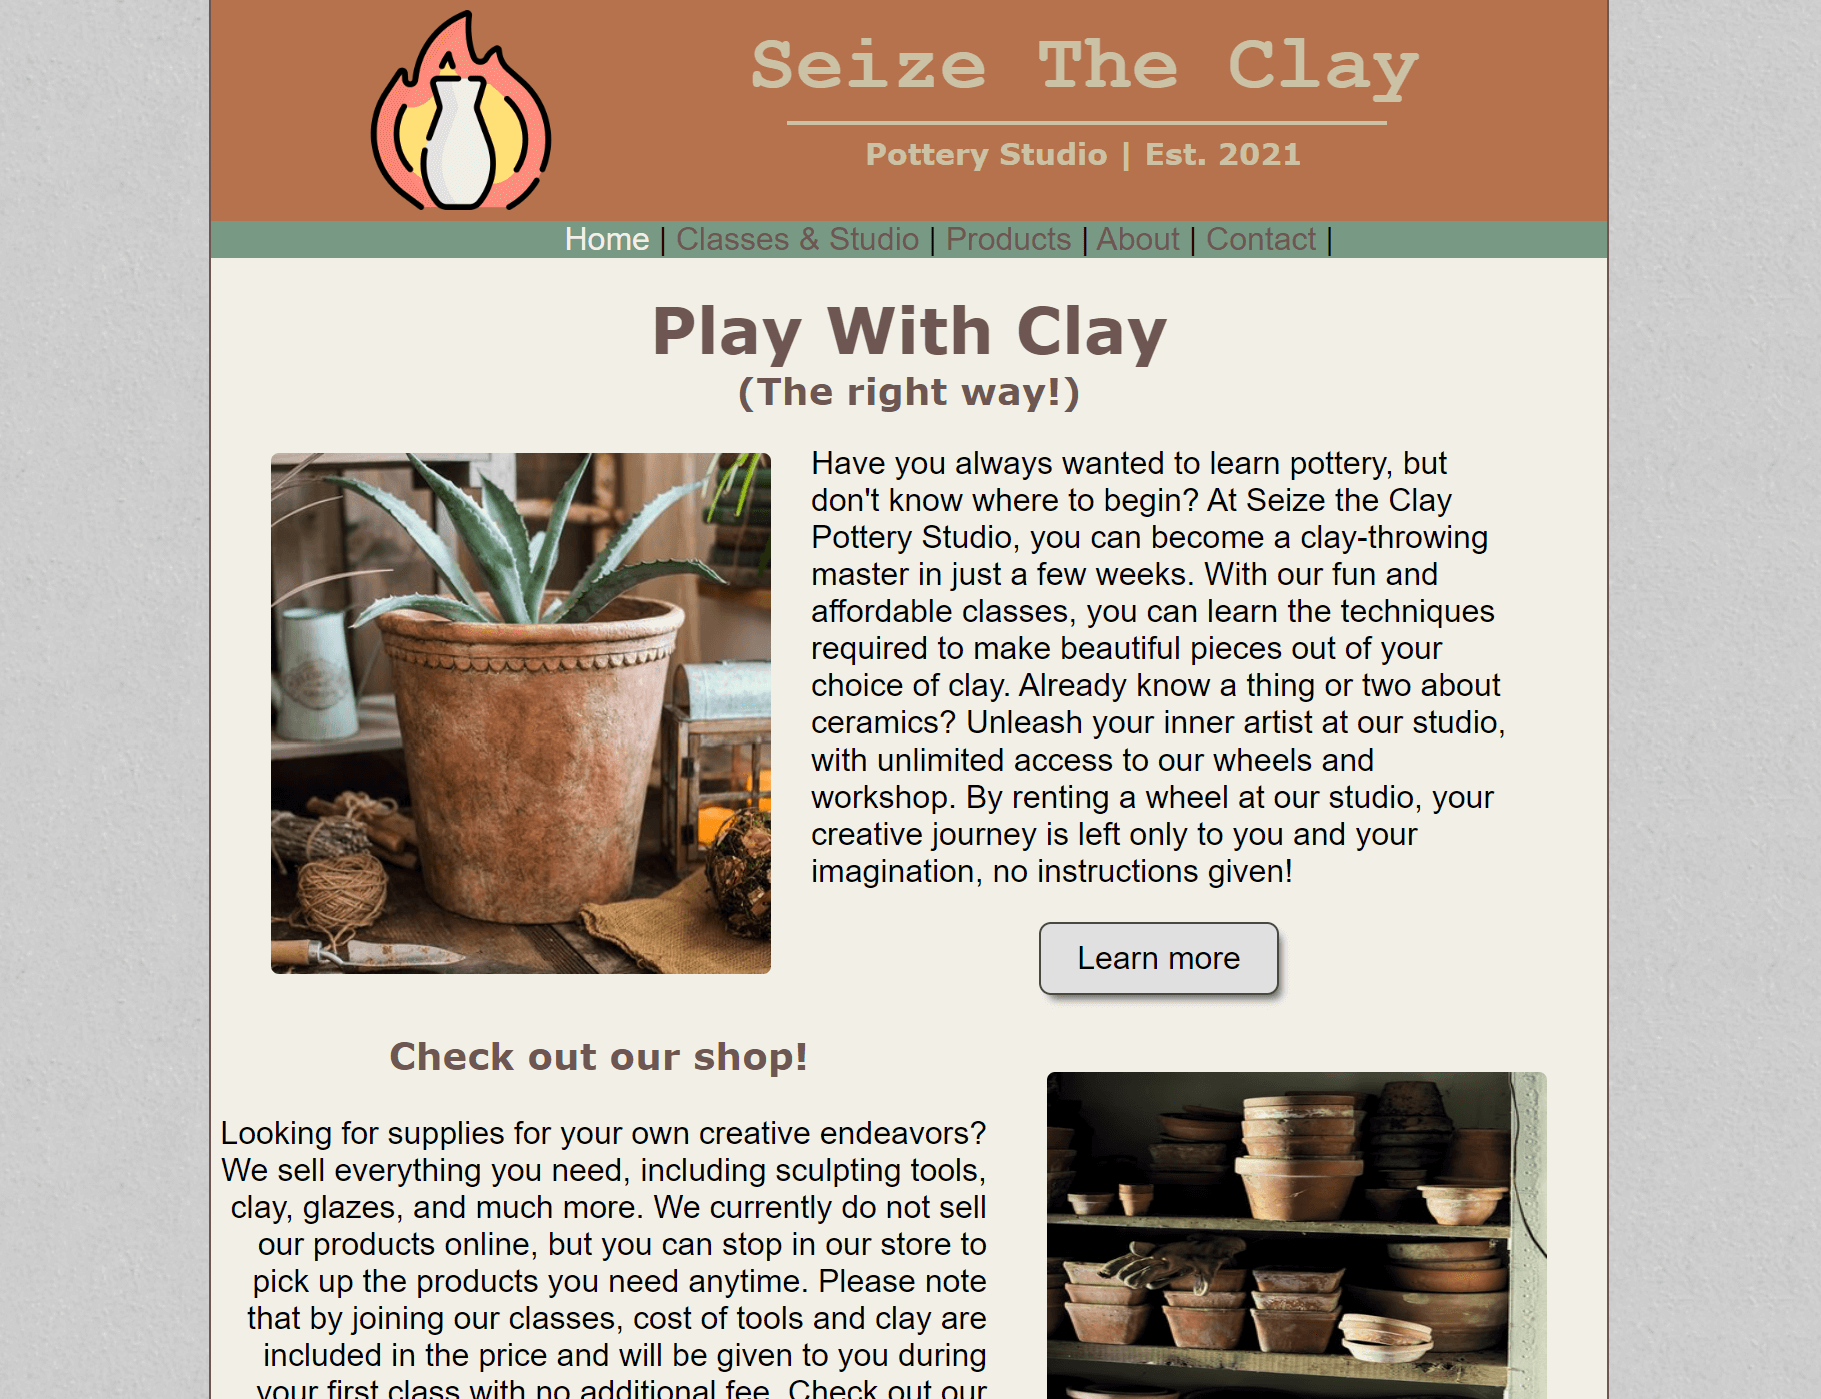 Seize The Clay
Pottery Studio | Est. 2021
Home | Classes & Studio | Products | About | Contact |
Play With Clay
(The right way!)
Have you always wanted to learn pottery, but
don't know where to begin? At Seize the Clay
Pottery Studio, you can become a clay-throwing
master in just a few weeks. With our fun and
affordable classes, you can learn the techniques
required to make beautiful pieces out of your
choice of clay. Already know a thing or two about
ceramics? Unleash your inner artist at our studio,
with unlimited access to our wheels and
workshop. By renting a wheel at our studio, your
creative journey is left only to you and your
imagination, no instructions given!
Learn more
Check out our shop!
Looking for supplies for your own creative endeavors?
We sell everything you need, including sculpting tools,
clay, glazes, and much more. We currently do not sell
our products online, but you can stop in our store to
pick up the products you need anytime. Please note
that by joining our classes, cost of tools and clay are
included in the price and will be given to you during
your first class with no additional fee. Check out our